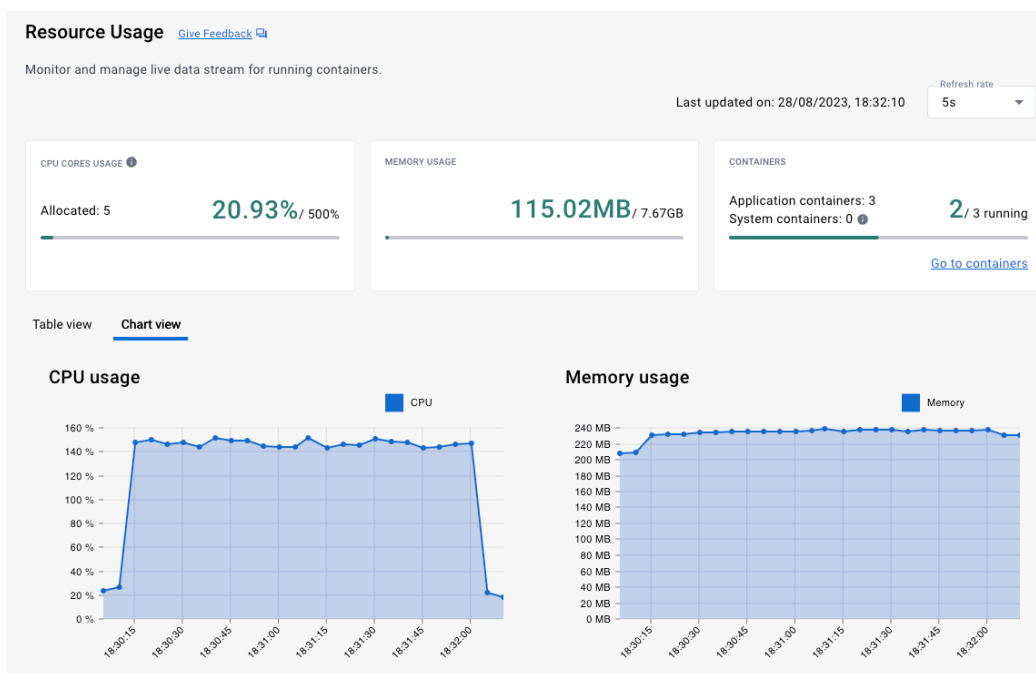 Resource Usage Give Feedback
Monitor and manage live data stream for running containers.
Refresh rate
Last updated on: 28/08/2023, 18:32:10 5s
CPU CORES USAGE
Allocated: 5 20.93% / 500%
MEMORY USAGE
115.02MB / 7.67GB
CONTAINERS
Application containers: 3
System containers: 0
2 / 3 running
Go to containers
Table view Chart view
CPU usage
CPU
160 %
140 %
120 %
100 %
80 %
60 %
40 %
20 %
0 %
18:30:15 18:30:30 18:30:45 18:31:00 18:31:15 18:31:30 18:31:45 18:32:00
Memory usage
Memory
240 MB
220 MB
200 MB
180 MB
160 MB
140 MB
120 MB
100 MB
80 MB
60 MB
40 MB
20 MB
0 MB
18:30:15 18:30:30 18:30:45 18:31:00 18:31:15 18:31:30 18:31:45 18:32:00